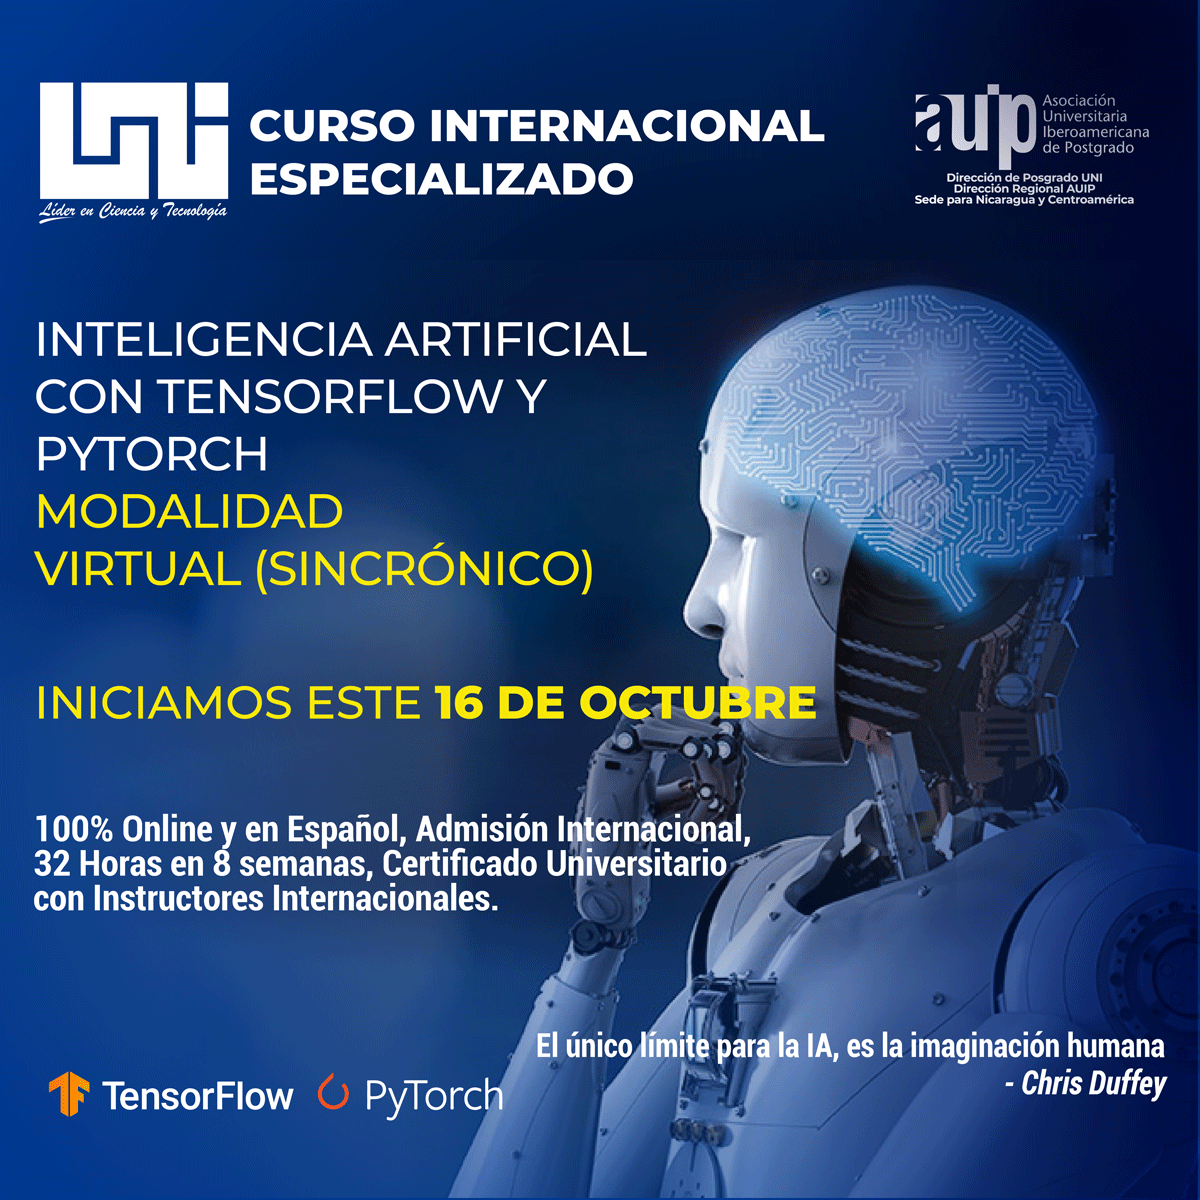 UNI
Líder en Ciencia y Tecnología
CURSO INTERNACIONAL
ESPECIALIZADO
auip
Asociación
Universitaria
Iberoamericana
de Postgrado
Dirección de Posgrado UNI
Dirección Regional AUIP
Sede para Nicaragua y Centroamérica
INTELIGENCIA ARTIFICIAL
CON TENSORFLOW Y
PYTORCH
MODALIDAD
VIRTUAL (SINCRÓNICO)
INICIAMOS ESTE 16 DE OCTUBRE
100% Online y en Español, Admisión Internacional,
32 Horas en 8 semanas, Certificado Universitario
con Instructores Internacionales.
El único límite para la IA, es la imaginación humana
- Chris Duffey
TensorFlow
PyTorch